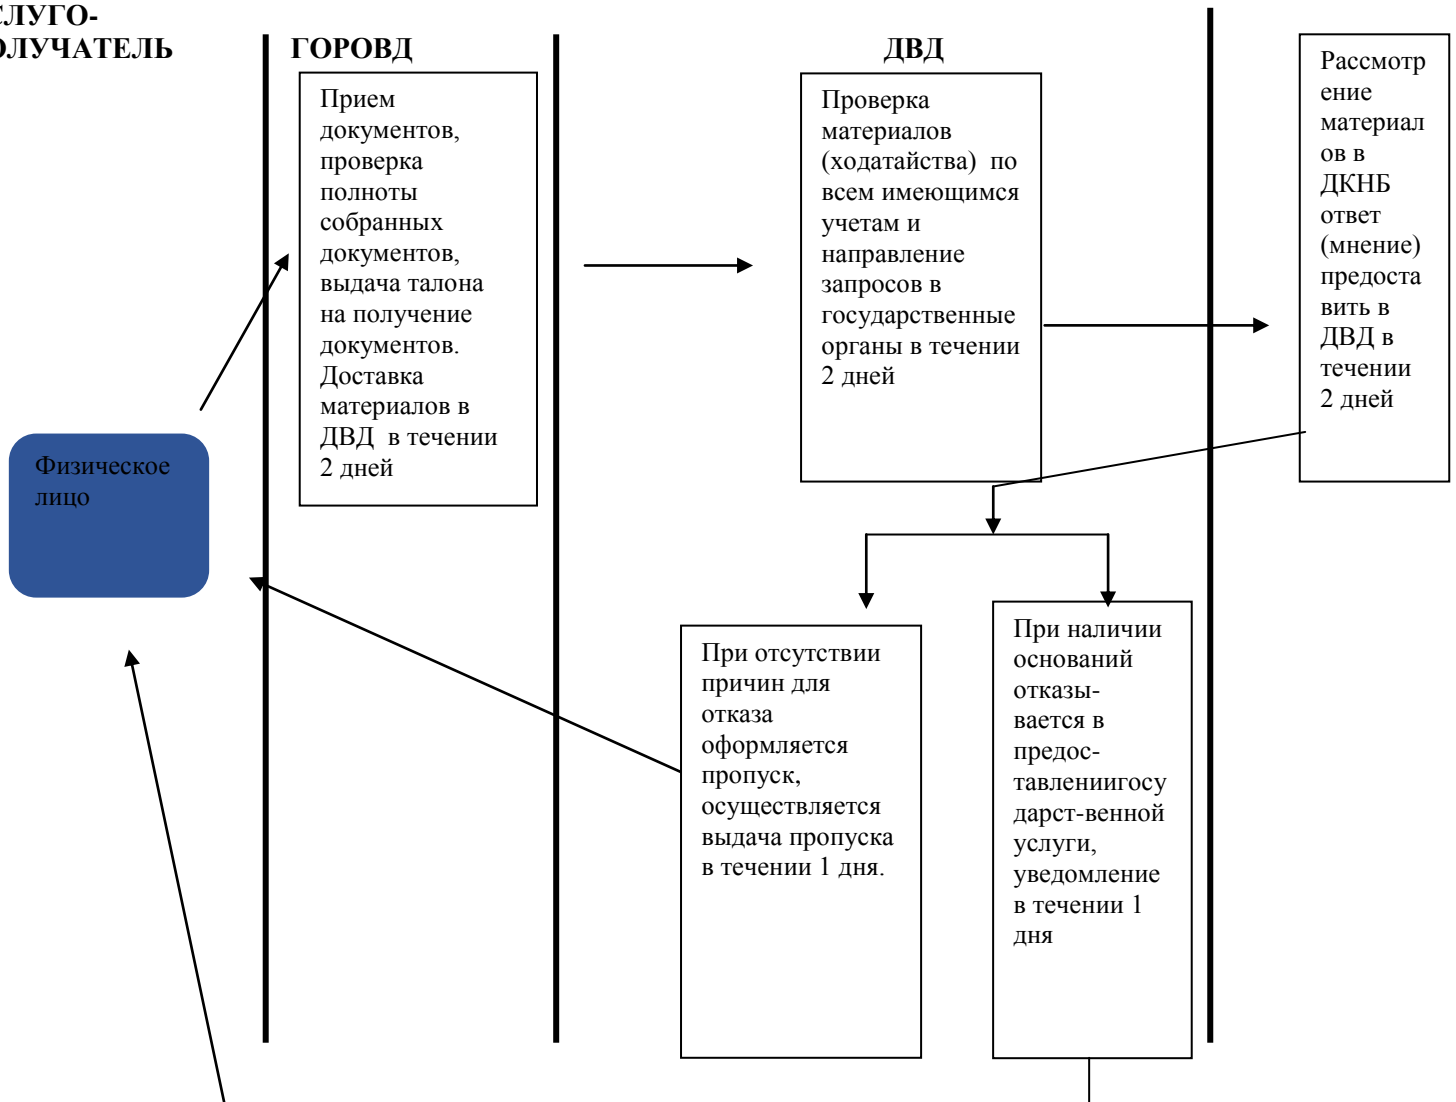 СЛУГО-
ОЛУЧАТЕЛЬ
ГОРОВД
ДВД
Физическое
лицо
Прием
документов,
проверка
полноты
собранных
документов,
выдача талона
на получение
документов.
Доставка
материалов в
ДВД в течении
2 дней
Проверка
материалов
(ходатайства) по
всем имеющимся
учетам и
направление
запросов в
государственные
органы в течении
2 дней
Рассмотр
ение
материал
ов в
ДКНБ
ответ
(мнение)
предоста
вить в
ДВД в
течении
2 дней
При отсутствии
причин для
отказа
оформляется
пропуск,
осуществляется
выдача пропуска
в течении 1 дня.
При наличии
оснований
отказы-
вается в
предос-
тавлениигосу
дарст-венной
услуги,
уведомление
в течении 1
дня